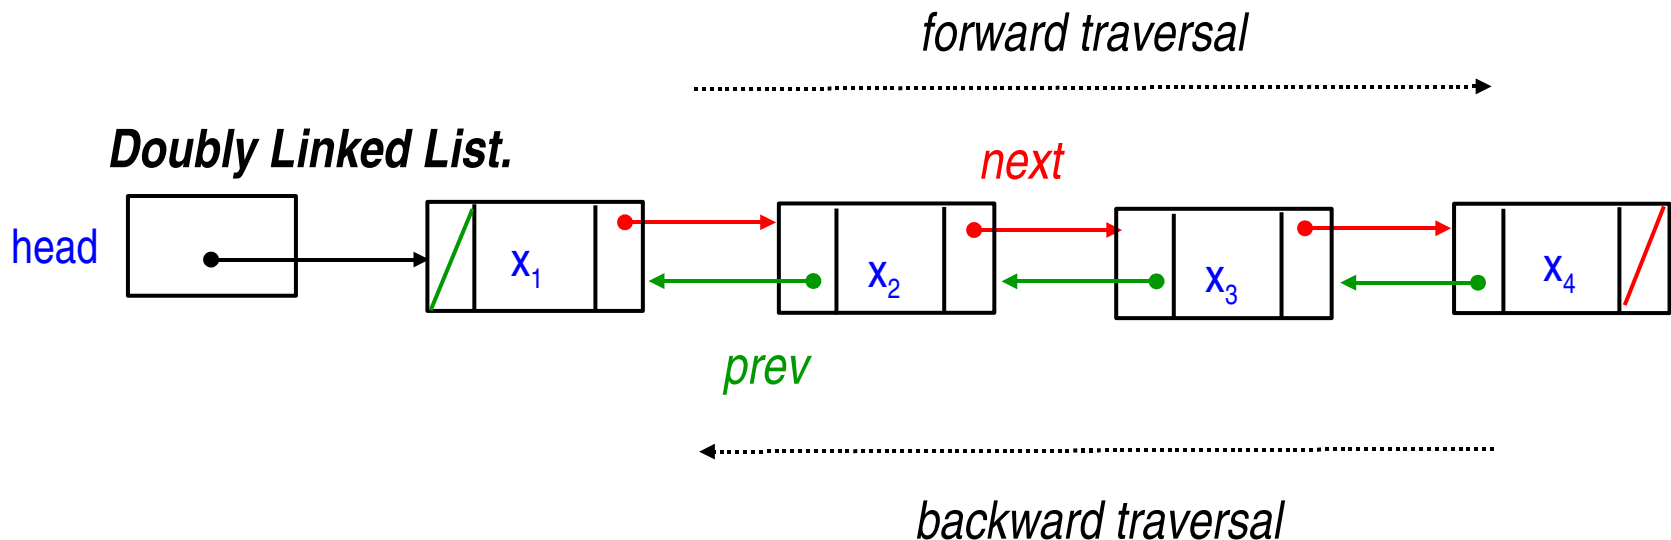 forward traversal
Doubly Linked List.
next
head
x1
x2
x3
x4
prev
backward traversal